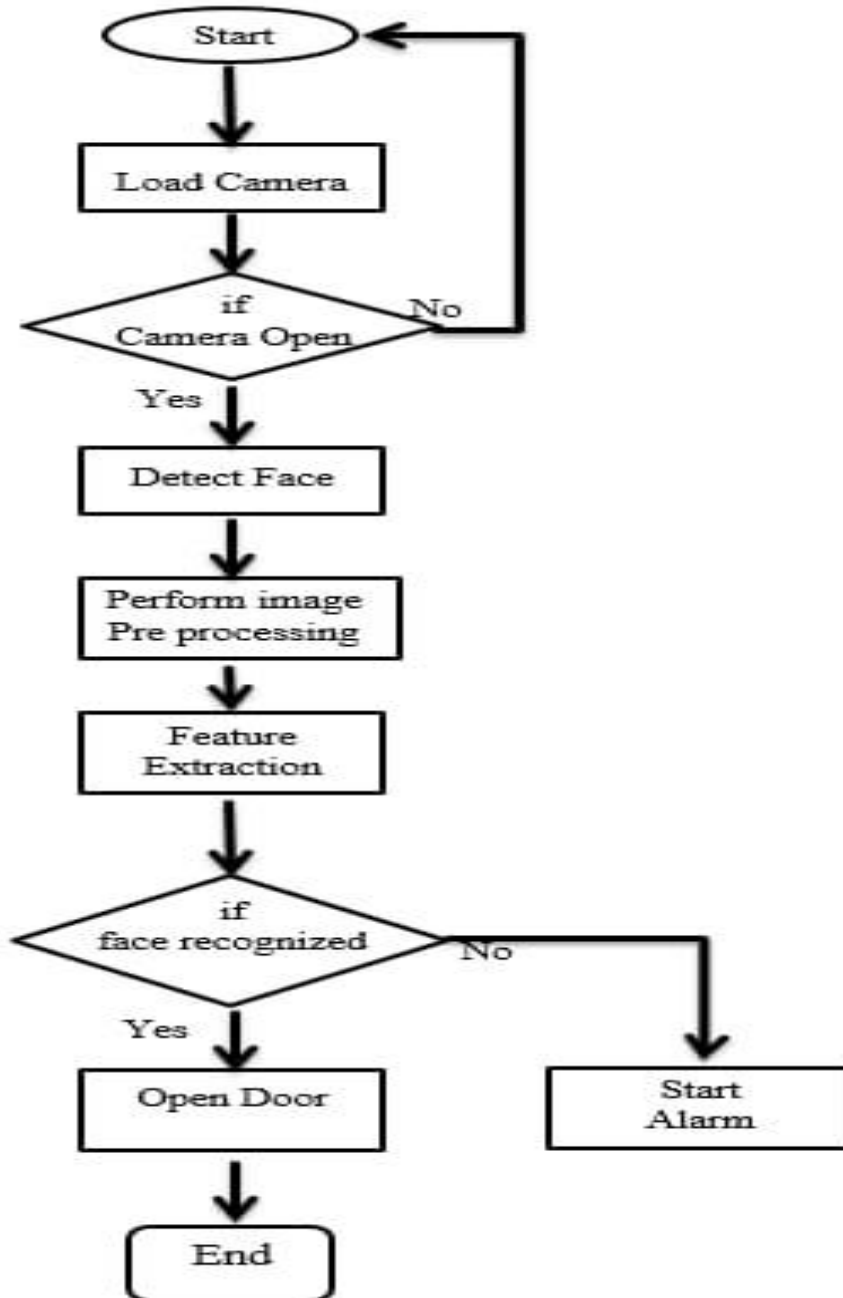 Start
Load Camera
if
Camera Open
No
Yes
Detect Face
Perform image
Pre processing
Feature
Extraction
if
face recognized
No
Yes
Open Door
Start
Alarm
End